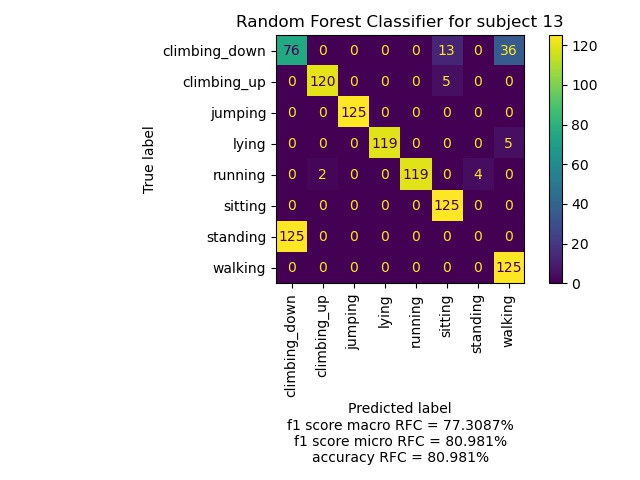 Random Forest Classifier for subject 13
True label
climbing_down 76 0 0 0 0 13 0 36
climbing_up 0 120 0 0 0 5 0 0
jumping 0 0 125 0 0 0 0 0
lying 0 0 0 119 0 0 0 5
running 0 2 0 0 119 0 4 0
sitting 0 0 0 0 0 125 0 0
standing 125 0 0 0 0 0 0 0
walking 0 0 0 0 0 0 0 125
climbing_down
climbing_up
jumping
lying
running
sitting
standing
walking
Predicted label
f1 score macro RFC = 77.3087%
f1 score micro RFC = 80.981%
accuracy RFC = 80.981%
120
100
80
60
40
20
0